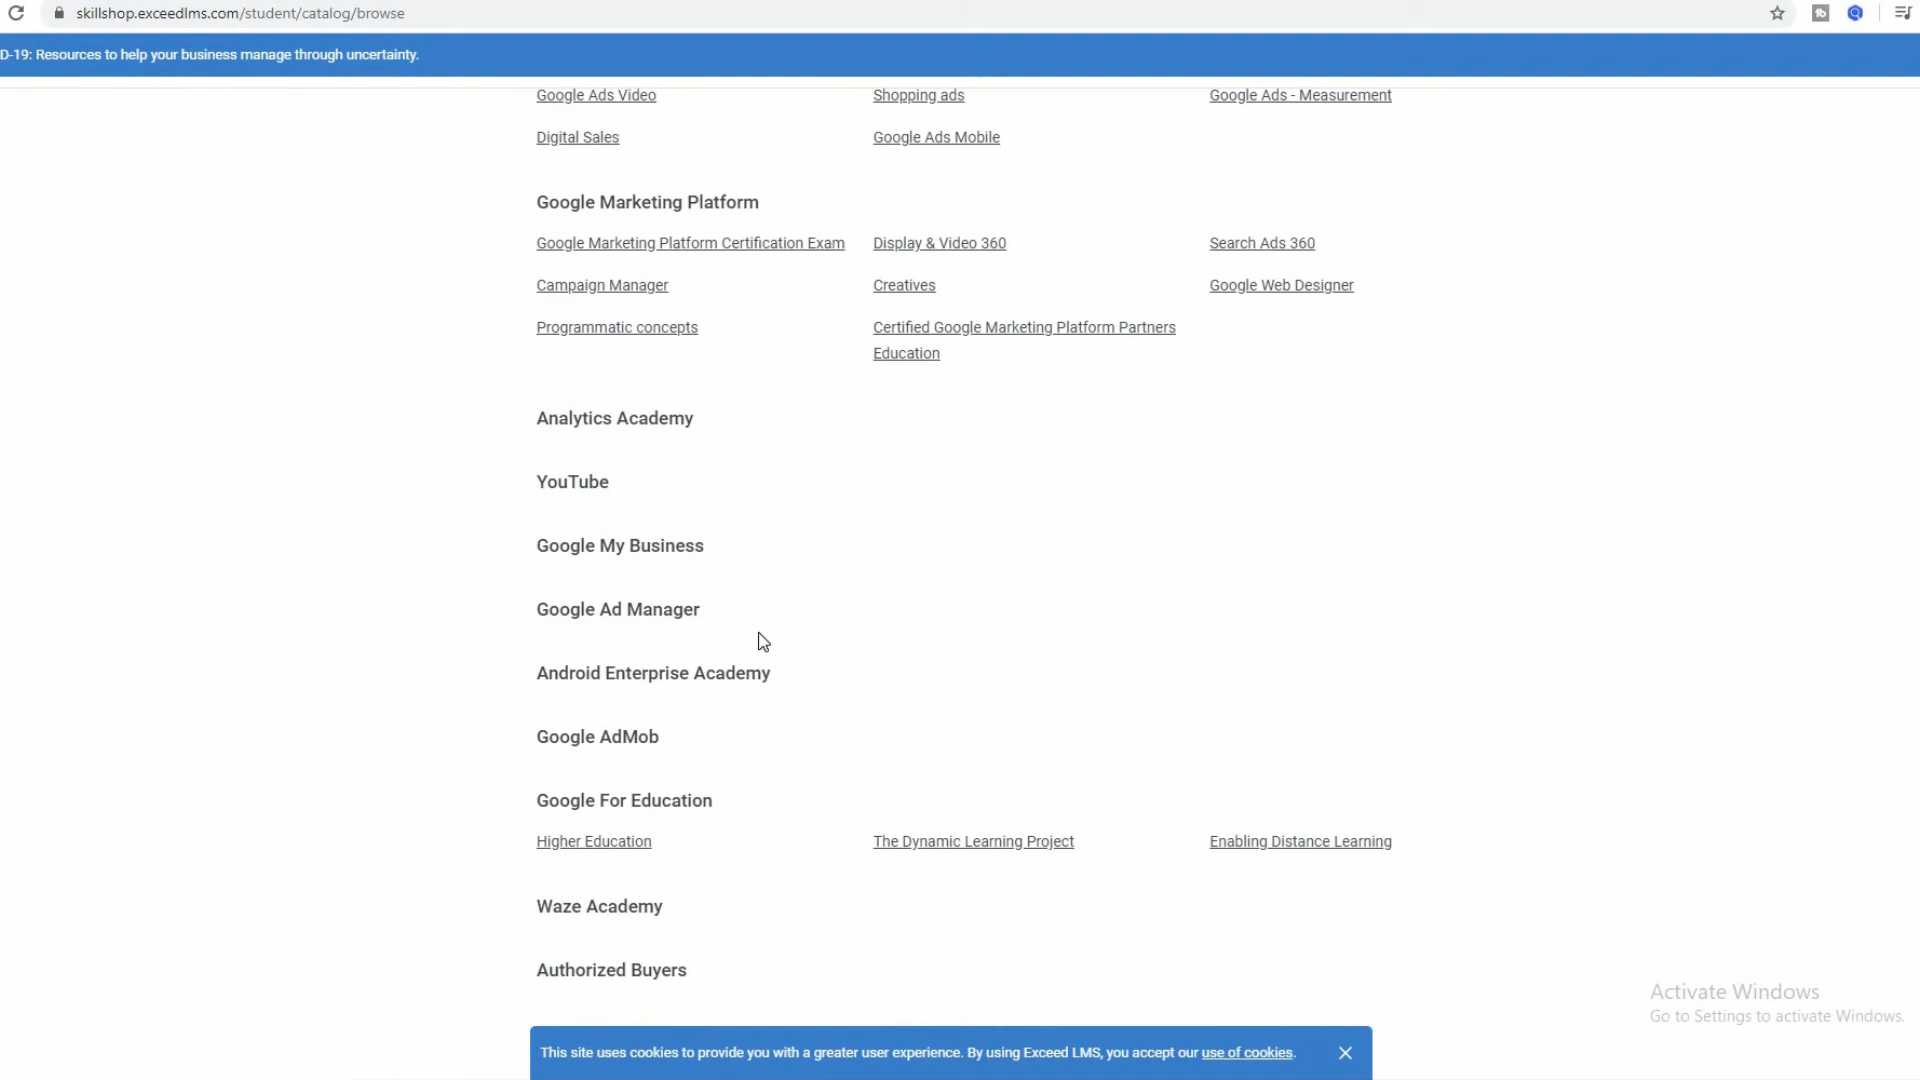 skillshop.exceedlms.com/student/catalog/browse
D-19: Resources to help your business manage through uncertainty.
Google Ads Video
Shopping ads
Google Ads - Measurement
Digital Sales
Google Ads Mobile
Google Marketing Platform
Google Marketing Platform Certification Exam
Display & Video 360
Search Ads 360
Campaign Manager
Creatives
Google Web Designer
Programmatic concepts
Certified Google Marketing Platform Partners
Education
Analytics Academy
YouTube
Google My Business
Google Ad Manager
Android Enterprise Academy
Google AdMob
Google For Education
Higher Education
The Dynamic Learning Project
Enabling Distance Learning
Waze Academy
Authorized Buyers
Activate Windows
Go to Settings to activate Windows.
This site uses cookies to provide you with a greater user experience. By using Exceed LMS, you accept our use of cookies.